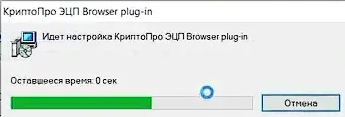 КриптоПро ЭЦП Browser plug-in
Идет настройка КриптоПро ЭЦП Browser plug-in
Оставшееся время: 0 сек
Отмена